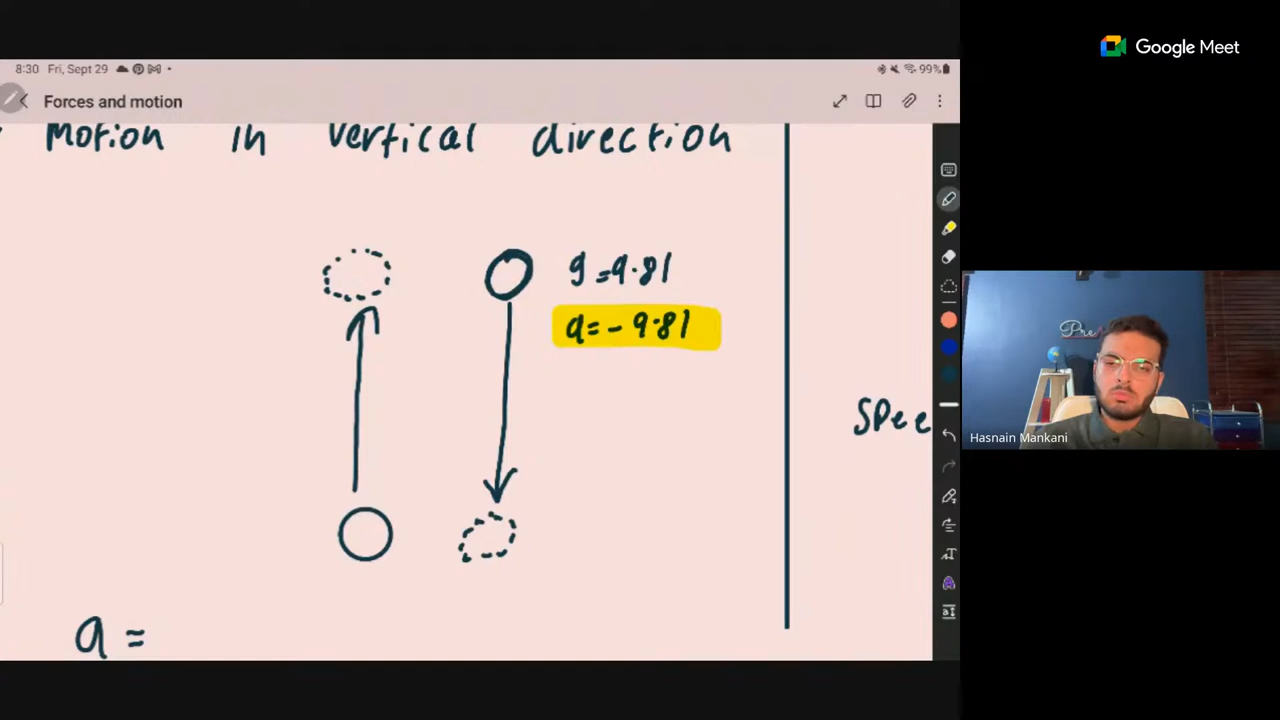 Google Meet
8:30 Fri, Sept 29
99%
Forces and motion
Motion in vertical direction
g = 9.81
a = - 9.81
Spee
Hasnain Mankani
a =